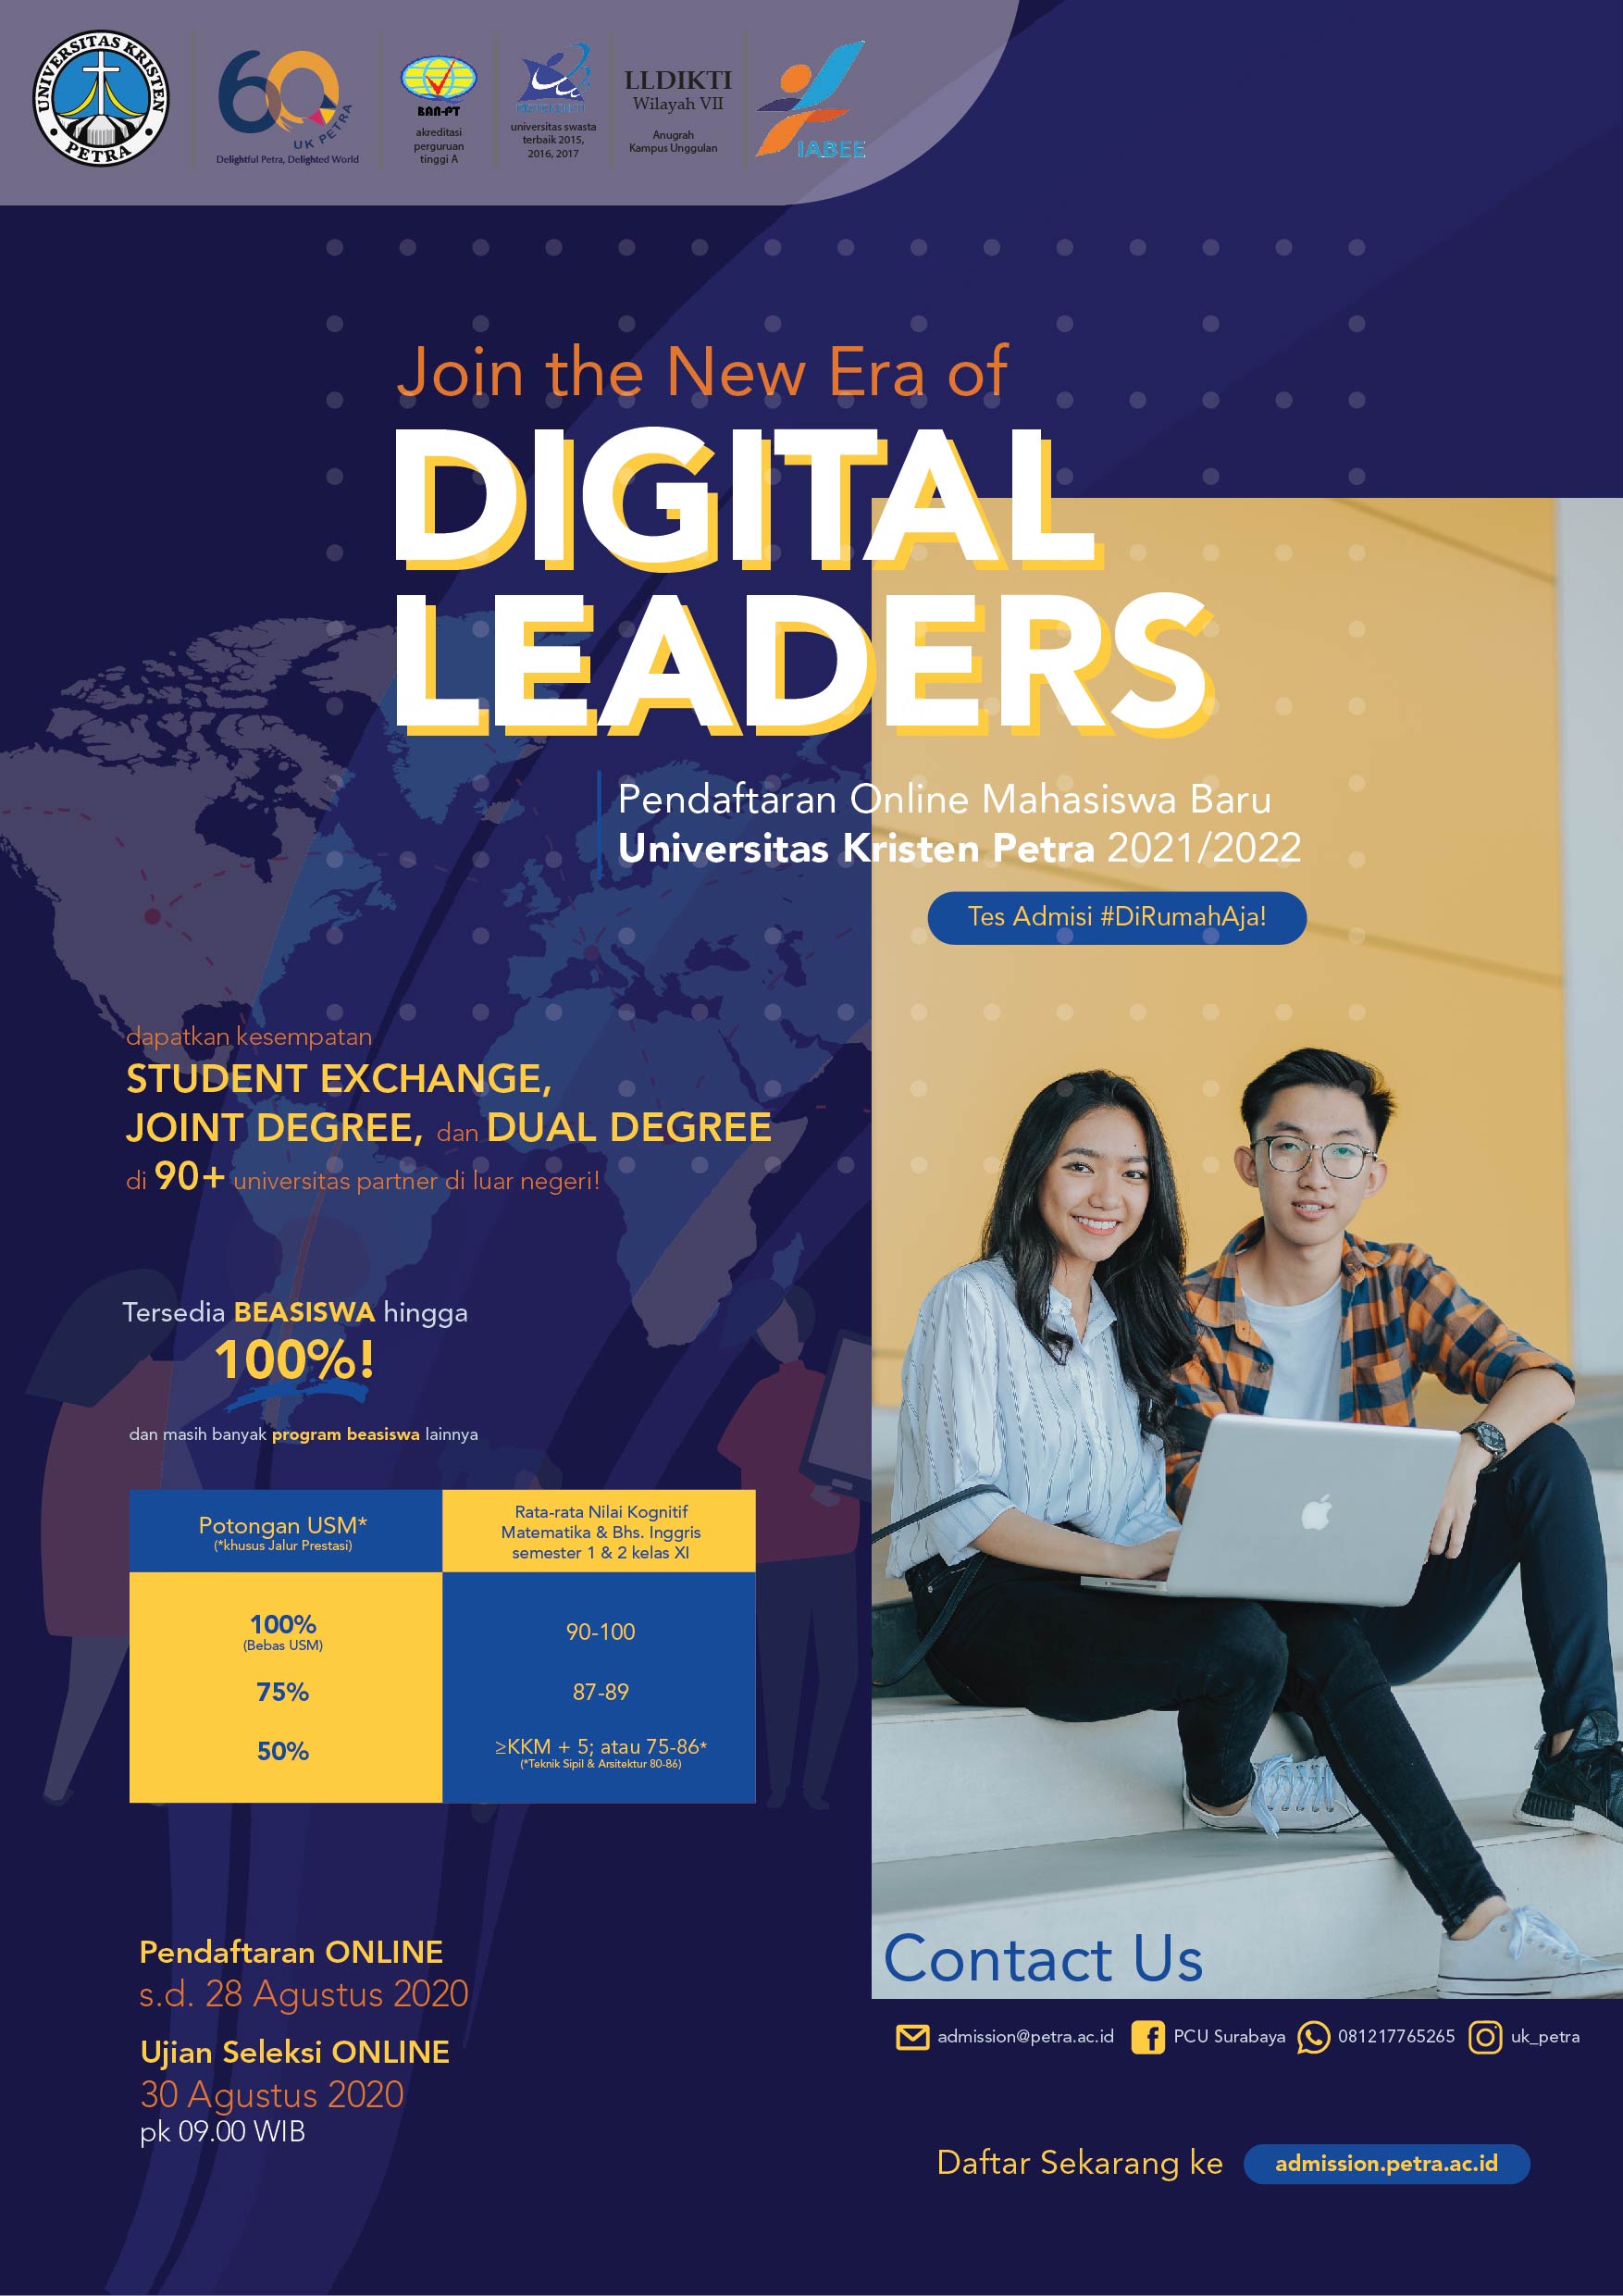 UNIVERSITAS KRISTEN
PETRA
60
UK PETRA
Delightful Petra, Delighted World
BAN-PT
akreditasi
perguruan
tinggi A
universitas swasta
terbaik 2015,
2016, 2017
LLDIKTI
Wilayah VII
Anugrah
Kampus Unggulan
IABEE
Join the New Era of
DIGITAL
LEADERS
Pendaftaran Online Mahasiswa Baru
Universitas Kristen Petra 2021/2022
Tes Admisi #DiRumahAja!
dapatkan kesempatan
STUDENT EXCHANGE,
JOINT DEGREE, dan DUAL DEGREE
di 90+ universitas partner di luar negeri!
Tersedia BEASISWA hingga
100%!
dan masih banyak program beasiswa lainnya
Potongan USM*
(*khusus Jalur Prestasi)
Rata-rata Nilai Kognitif
Matematika & Bhs. Inggris
semester 1 & 2 kelas XI
100%
(Bebas USM)
90-100
75%
87-89
50%
≥KKM + 5; atau 75-86*
(*Teknik Sipil & Arsitektur 80-86)
Pendaftaran ONLINE
s.d. 28 Agustus 2020
Ujian Seleksi ONLINE
30 Agustus 2020
pk 09.00 WIB
Contact Us
admission@petra.ac.id PCU Surabaya 081217765265 uk_petra
Daftar Sekarang ke admission.petra.ac.id